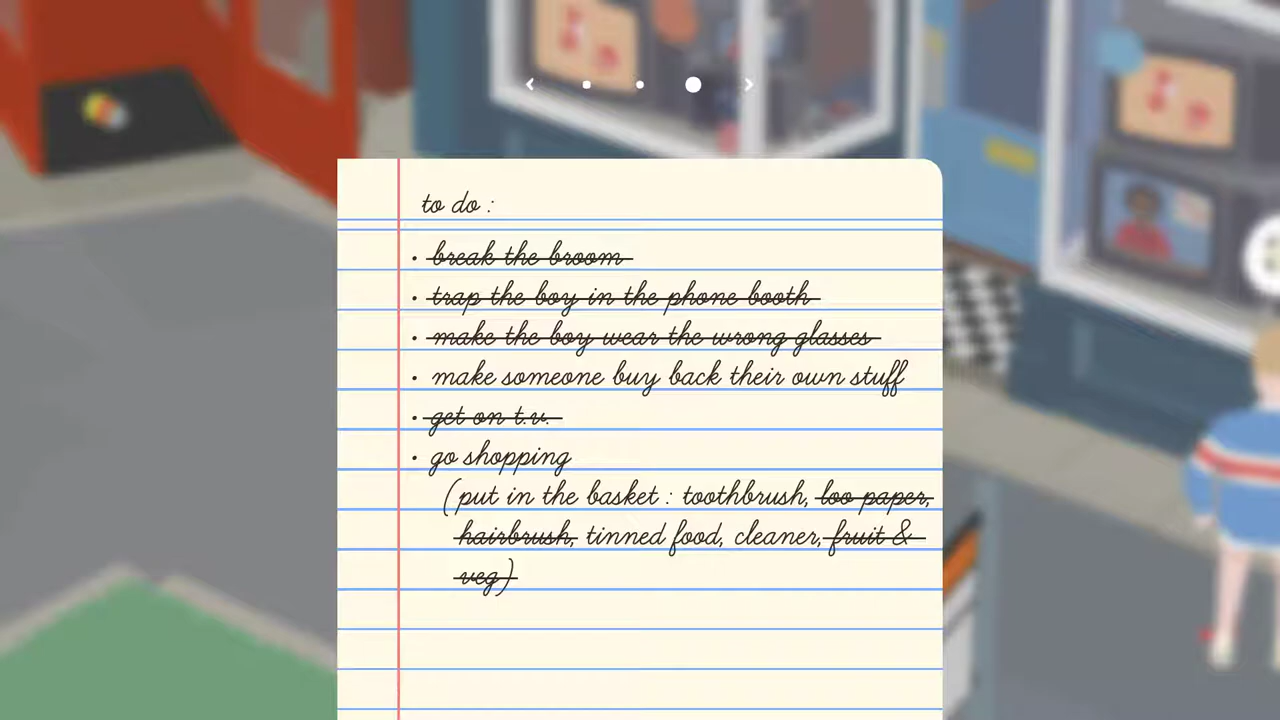 to do :
• break the broom
• trap the boy in the phone booth
• make the boy wear the wrong glasses
• make someone buy back their own stuff
• get on t.v.
• go shopping
(put in the basket : toothbrush, loo paper,
hairbrush, tinned food, cleaner, fruit &
veg)